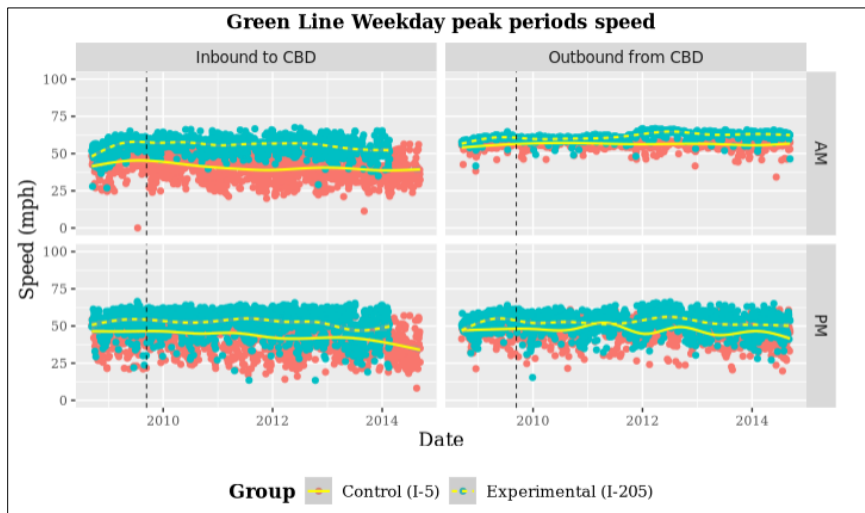 Green Line Weekday peak periods speed
Inbound to CBD
Outbound from CBD
100
75
50
25
0
AM
100
75
50
25
0
PM
Speed (mph)
2010
2012
2014
2010
2012
2014
Date
Group Control (I-5) Experimental (I-205)